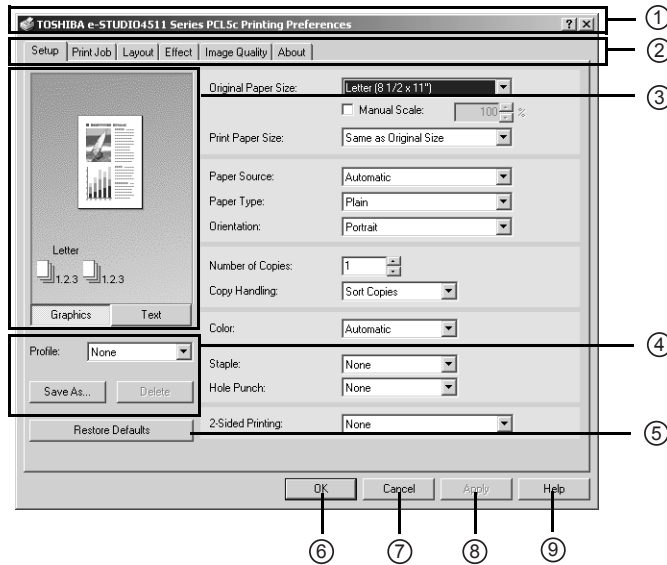 TOSHIBA e-STUDIO4511 Series PCL5c Printing Preferences ? ×
①
Setup Print Job Layout Effect Image Quality About
②
③
Original Paper Size: Letter (8 1/2 x 11")
Manual Scale: 100 %
Print Paper Size: Same as Original Size
Paper Source: Automatic
Paper Type: Plain
Orientation: Portrait
Letter
1.2.3 1.2.3
Graphics Text
Number of Copies: 1
Copy Handling: Sort Copies
Color: Automatic
④
Profile: None
Save As... Delete
Staple: None
Hole Punch: None
Restore Defaults
2-Sided Printing: None
⑤
OK Cancel Apply Help
⑥ ⑦ ⑧ ⑨